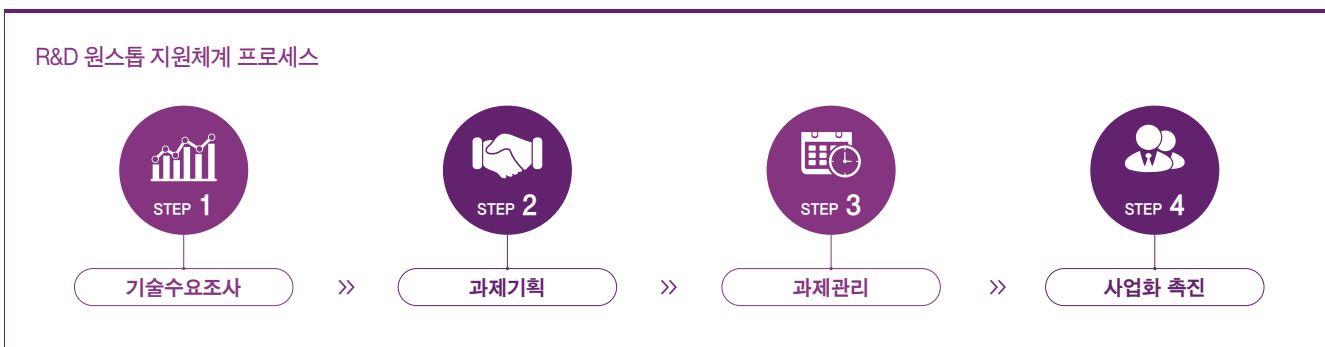 R&D 원스톱 지원체계 프로세스
STEP 1
STEP 2
STEP 3
STEP 4
기술수요조사 >> 과제기획 >> 과제관리 >> 사업화 촉진